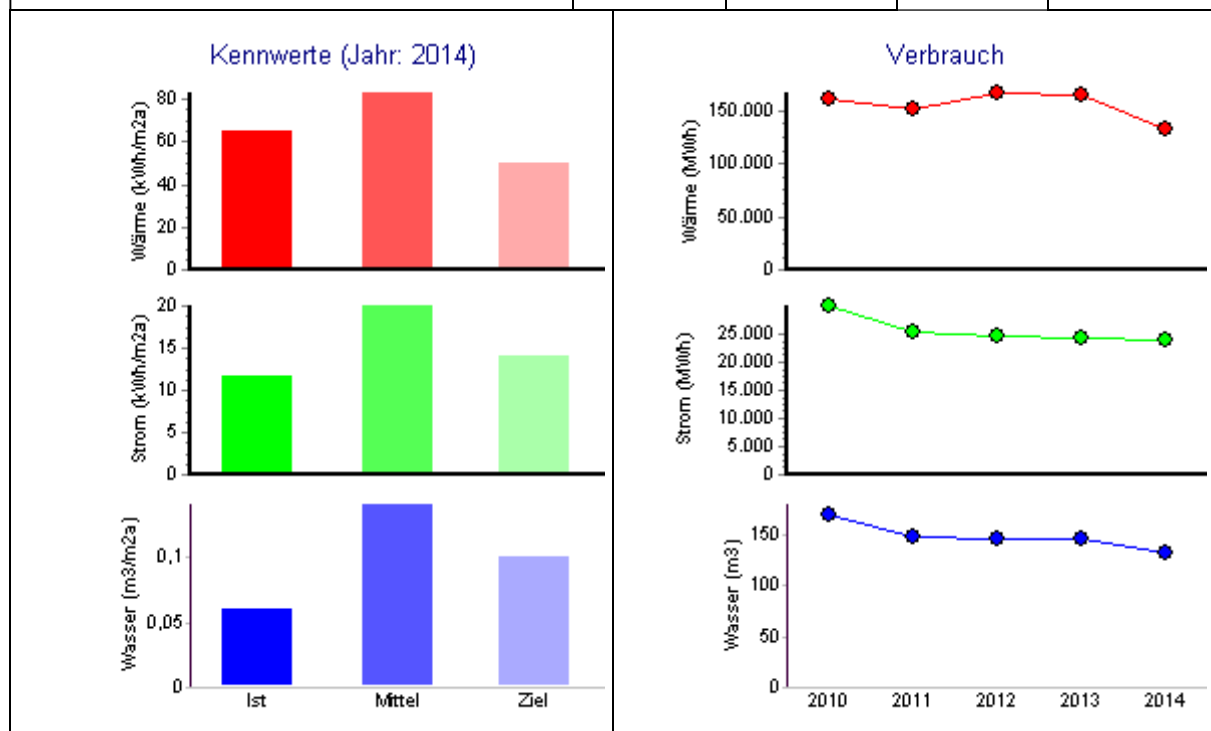 Kennwerte (Jahr: 2014)
Wärme (kWh/m2a)
80
60
40
20
0
Strom (kWh/m2a)
20
15
10
5
0
Wasser (m3/m2a)
0,1
0,05
0
Ist Mittel Ziel
Verbrauch
Wärme (MWh)
150.000
100.000
50.000
0
Strom (MWh)
25.000
20.000
15.000
10.000
5.000
0
Wasser (m3)
150
100
50
0
2010 2011 2012 2013 2014